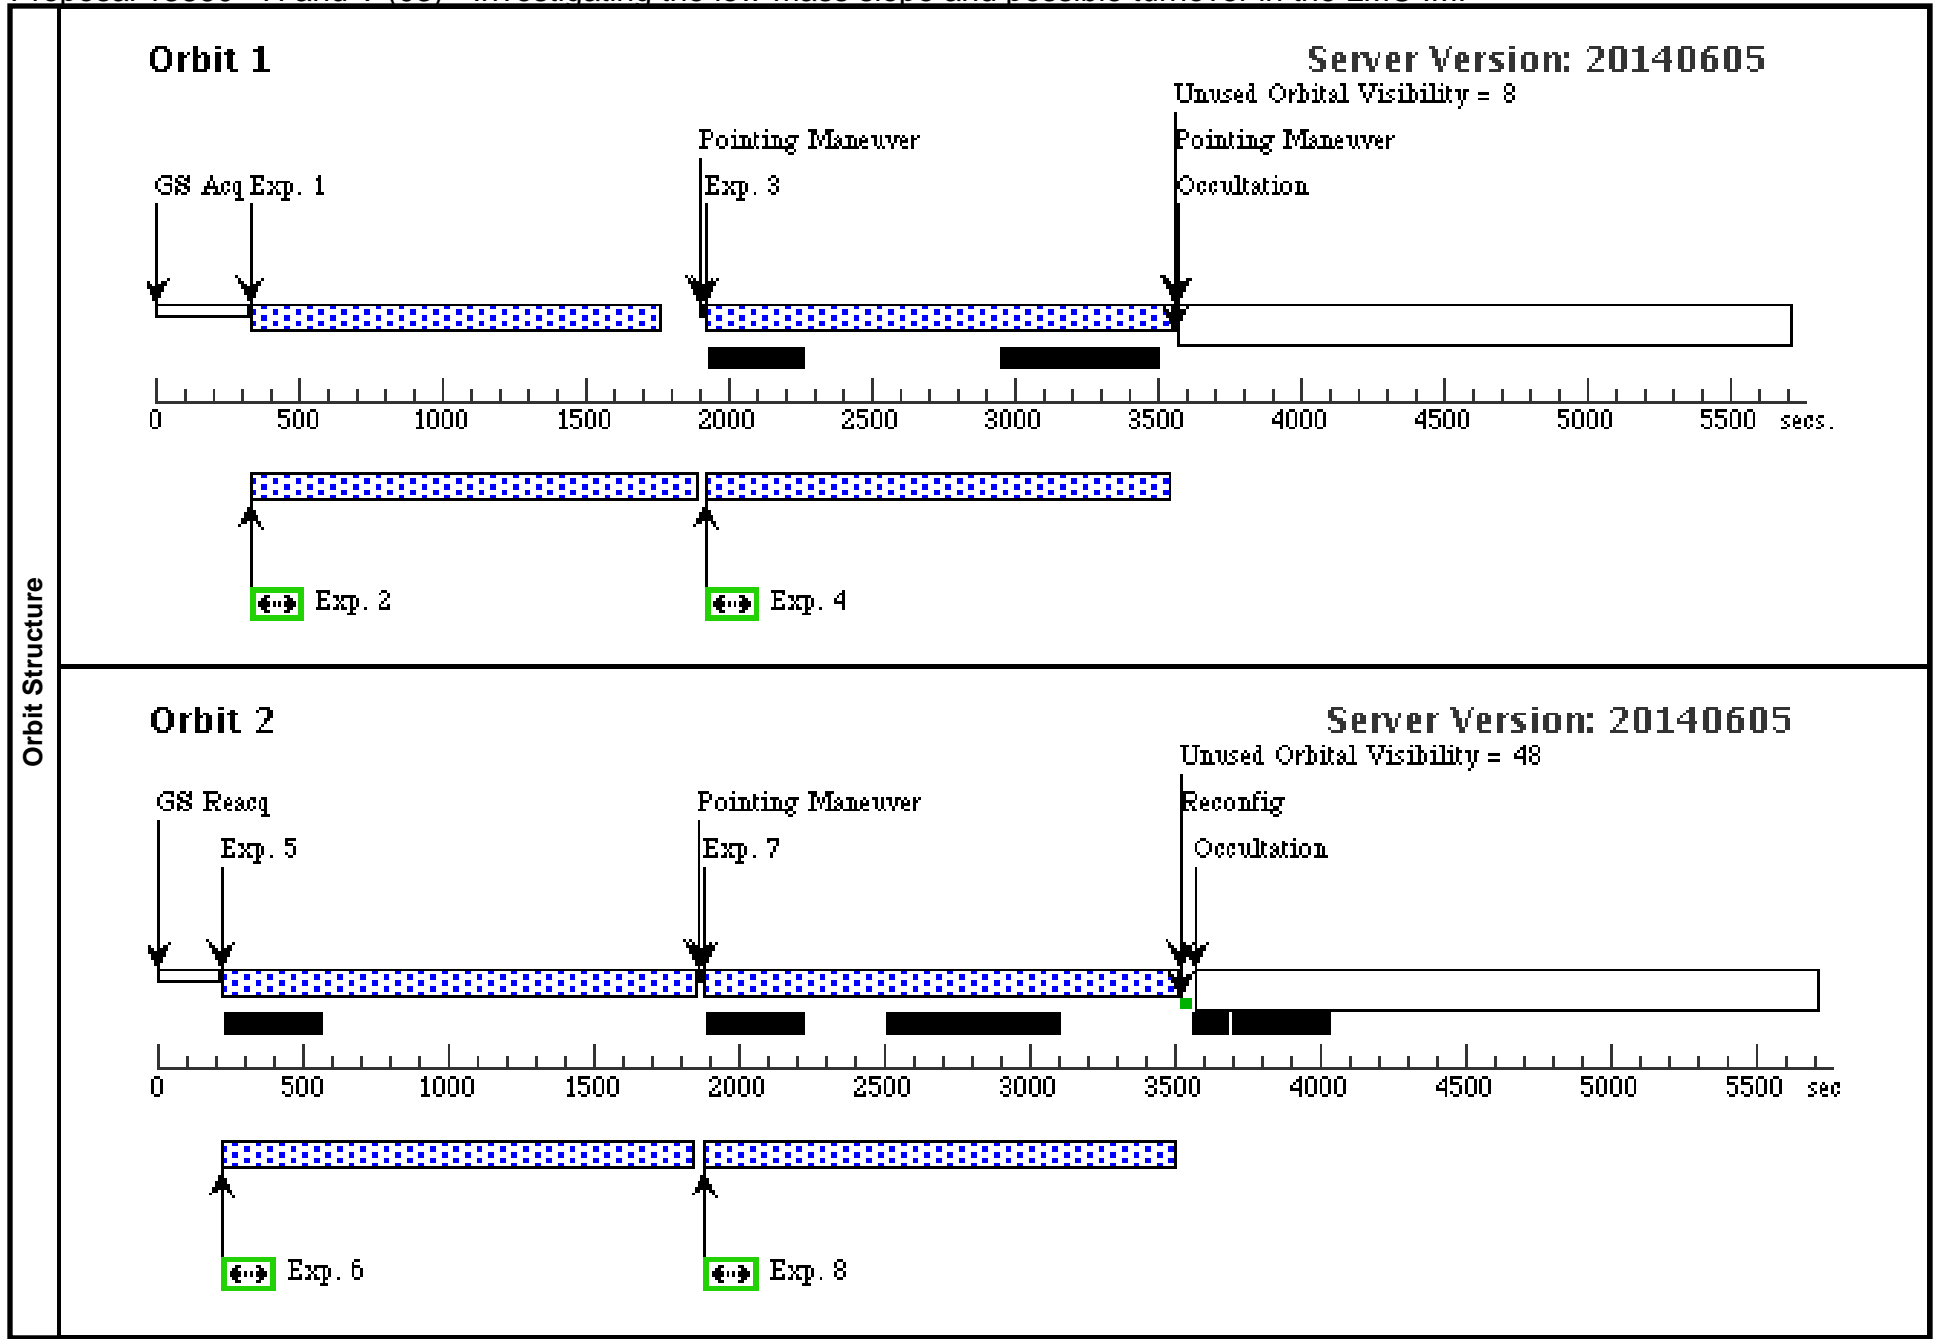 Orbit Structure
Orbit 1
Server Version: 20140605
Unused Orbital Visibility = 8
Pointing Maneuver
Pointing Maneuver
GS Acq
Exp. 1
Exp. 3
Occultation
0 500 1000 1500 2000 2500 3000 3500 4000 4500 5000 5500 secs.
Exp. 2
Exp. 4
Orbit 2
Server Version: 20140605
Unused Orbital Visibility = 48
GS Reacq
Pointing Maneuver
Reconfig
Exp. 5
Exp. 7
Occultation
0 500 1000 1500 2000 2500 3000 3500 4000 4500 5000 5500 sec
Exp. 6
Exp. 8